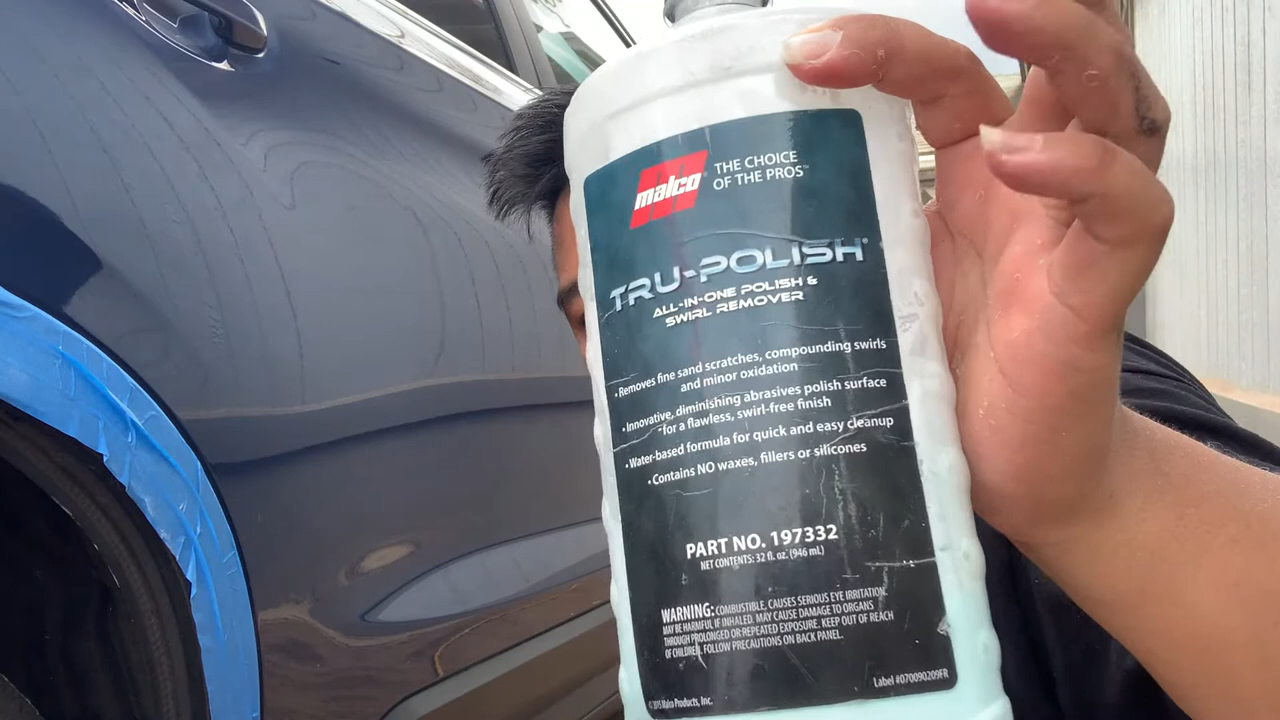 malco
THE CHOICE
OF THE PROS™
TRU-POLISH®
ALL-IN-ONE POLISH &
SWIRL REMOVER
• Removes fine sand scratches, compounding swirls
and minor oxidation
• Innovative, diminishing abrasives polish surface
for a flawless, swirl-free finish
• Water-based formula for quick and easy cleanup
• Contains NO waxes, fillers or silicones
PART NO. 197332
NET CONTENTS: 32 fl. oz. (946 mL)
WARNING: COMBUSTIBLE, CAUSES SERIOUS EYE IRRITATION.
MAY BE HARMFUL IF INHALED. MAY CAUSE DAMAGE TO ORGANS
THROUGH PROLONGED OR REPEATED EXPOSURE. KEEP OUT OF REACH
OF CHILDREN. FOLLOW PRECAUTIONS ON BACK PANEL.
Label #070090209FR
©2015 Malco Products, Inc.